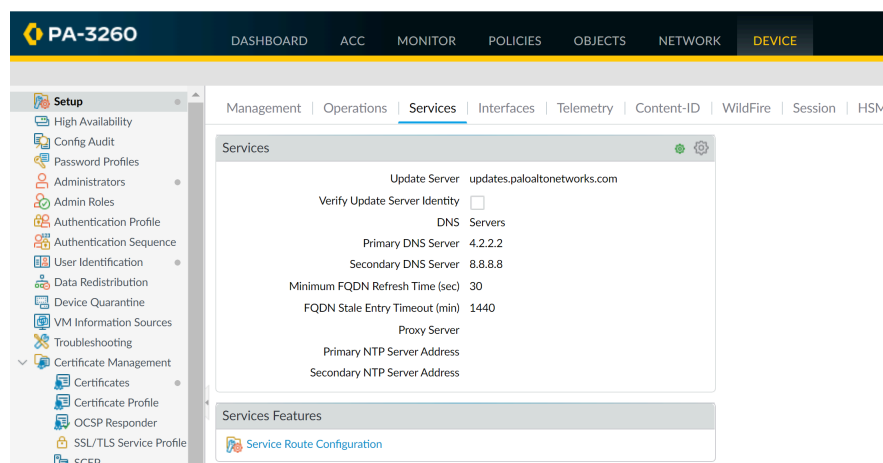 PA-3260
DASHBOARD ACC MONITOR POLICIES OBJECTS NETWORK DEVICE
Setup
High Availability
Config Audit
Password Profiles
Administrators
Admin Roles
Authentication Profile
Authentication Sequence
User Identification
Data Redistribution
Device Quarantine
VM Information Sources
Troubleshooting
Certificate Management
Certificates
Certificate Profile
OCSP Responder
SSL/TLS Service Profile
SCEP
Management Operations Services Interfaces Telemetry Content-ID WildFire Session HSM
Services
Update Server updates.paloaltonetworks.com
Verify Update Server Identity
DNS Servers
Primary DNS Server 4.2.2.2
Secondary DNS Server 8.8.8.8
Minimum FQDN Refresh Time (sec) 30
FQDN Stale Entry Timeout (min) 1440
Proxy Server
Primary NTP Server Address
Secondary NTP Server Address
Services Features
Service Route Configuration